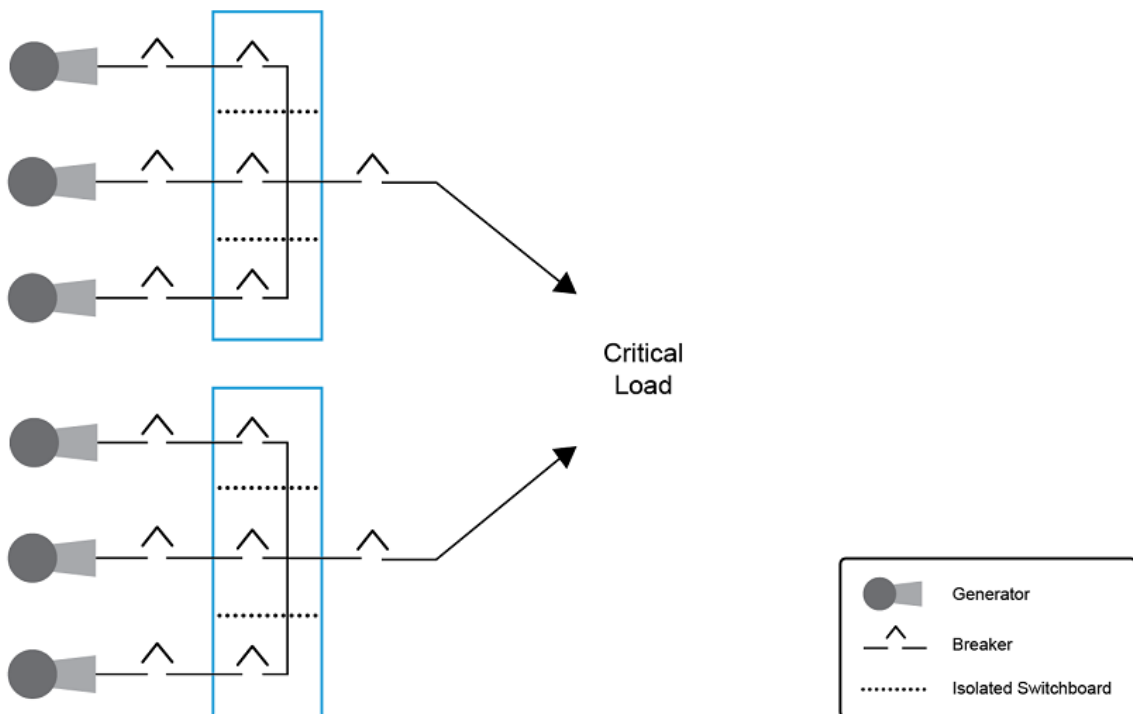 Critical
Load
Generator
Breaker
Isolated Switchboard